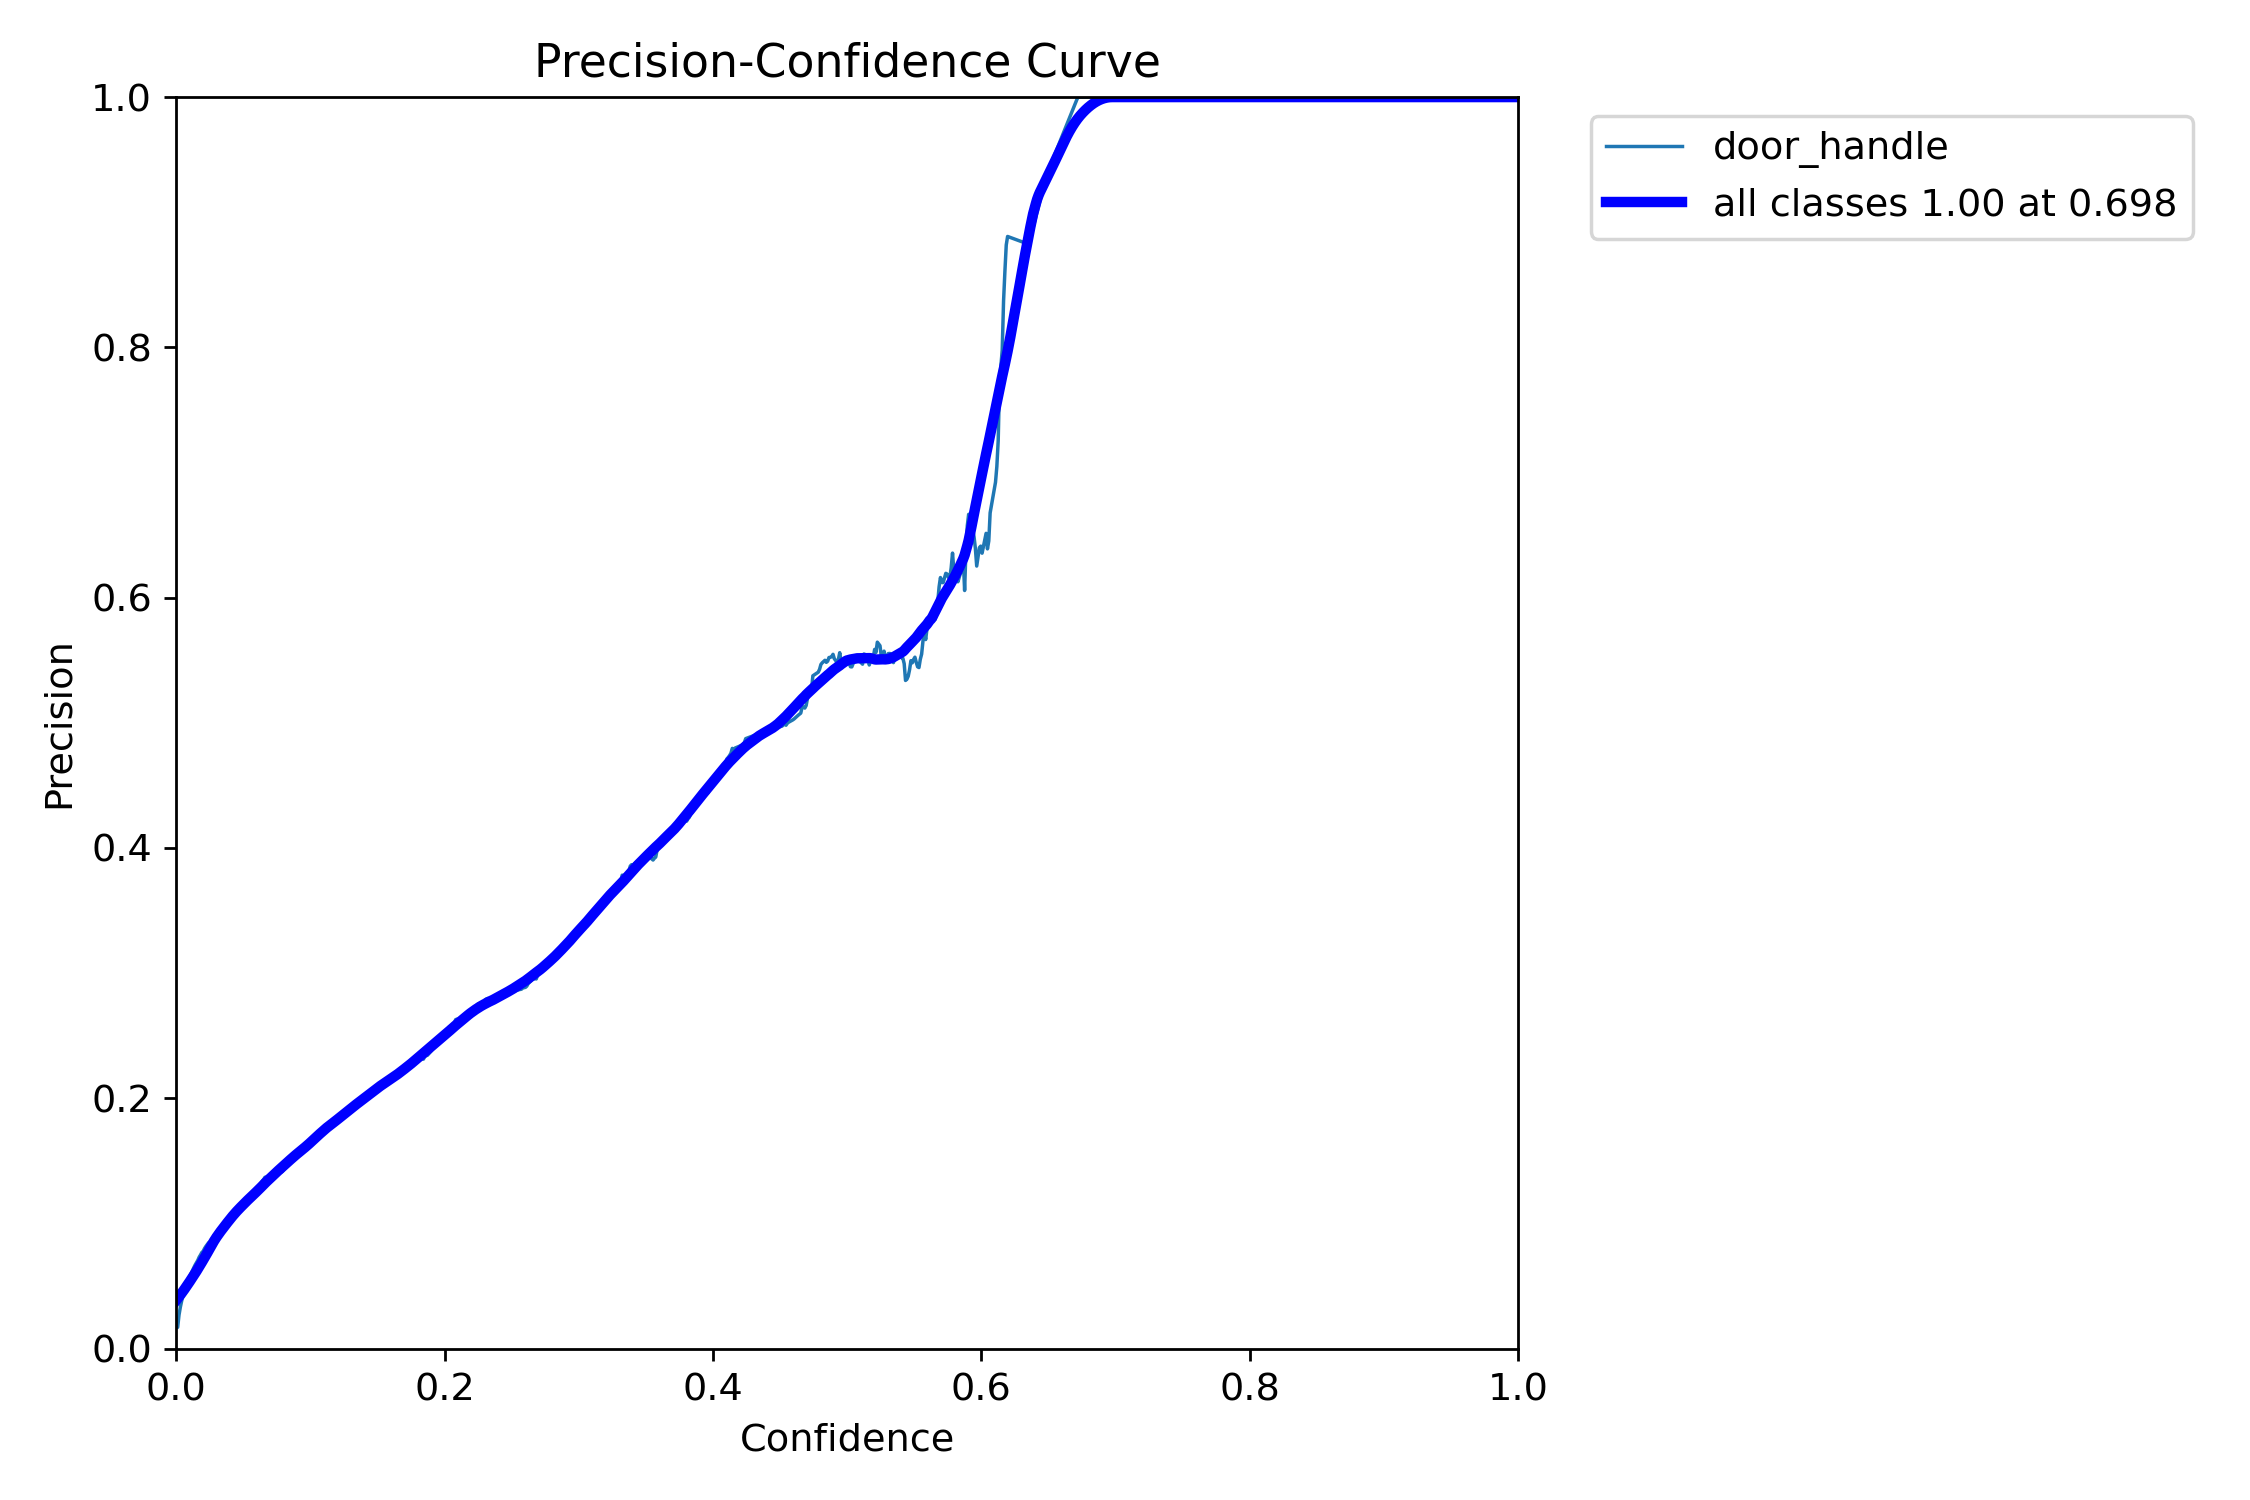 Precision-Confidence Curve
1.0
0.8
0.6
0.4
0.2
0.0
Precision
0.0 0.2 0.4 0.6 0.8 1.0
Confidence
door_handle
all classes 1.00 at 0.698